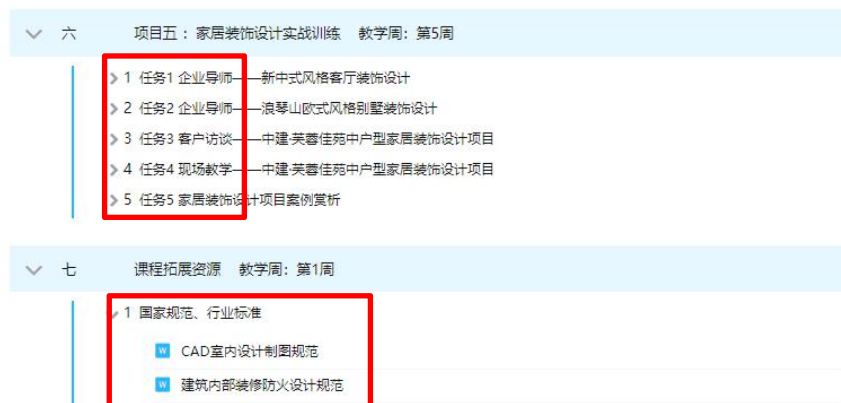 六 项目五：家居装饰设计实战训练 教学周：第5周
1 任务1 企业导师——新中式风格客厅装饰设计
2 任务2 企业导师——浪琴山欧式风格别墅装饰设计
3 任务3 客户访谈——中建·芙蓉佳苑中户型家居装饰设计项目
4 任务4 现场教学——中建·芙蓉佳苑中户型家居装饰设计项目
5 任务5 家居装饰设计项目案例赏析
七 课程拓展资源 教学周：第1周
1 国家规范、行业标准
W CAD室内设计制图规范
W 建筑内部装修防火设计规范